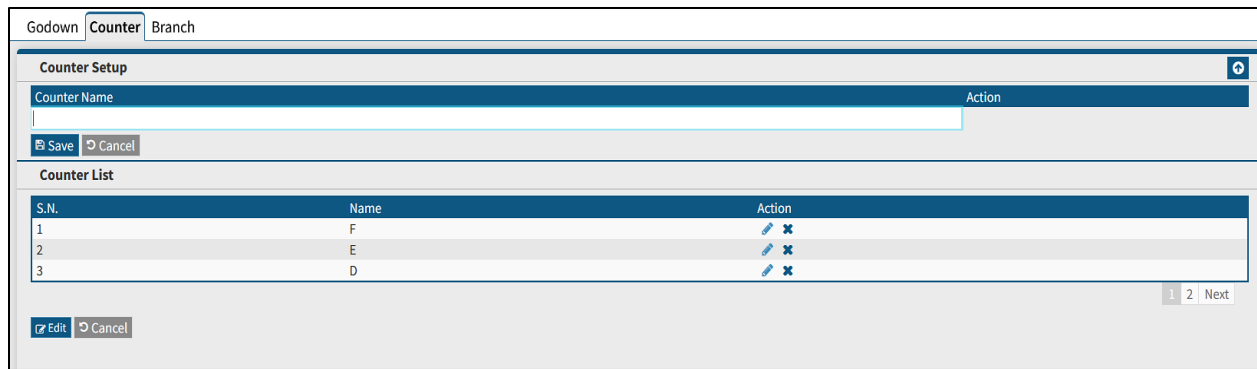 Godown Counter Branch
Counter Setup
Counter Name Action
Save Cancel
Counter List
S.N. Name Action
1 F
2 E
3 D
1 2 Next
Edit Cancel